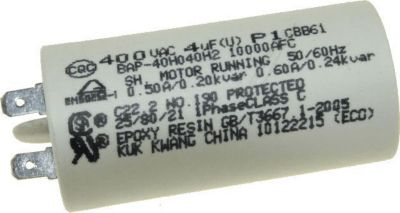 CQC 400VAC 4uF(U) P1 CBB61
BAP-40H040H2 10000AFC
SH. MOTOR RUNNING 50/60Hz
0.50A/0.20kvar 0.60A/0.24kvar
C22.2 NO.190 PROTECTED
25/80/21 1PhaseCLASS C
EPOXY RESIN GB/T3667.1-2005
KUK KWANG CHINA 10122215 (ECO)